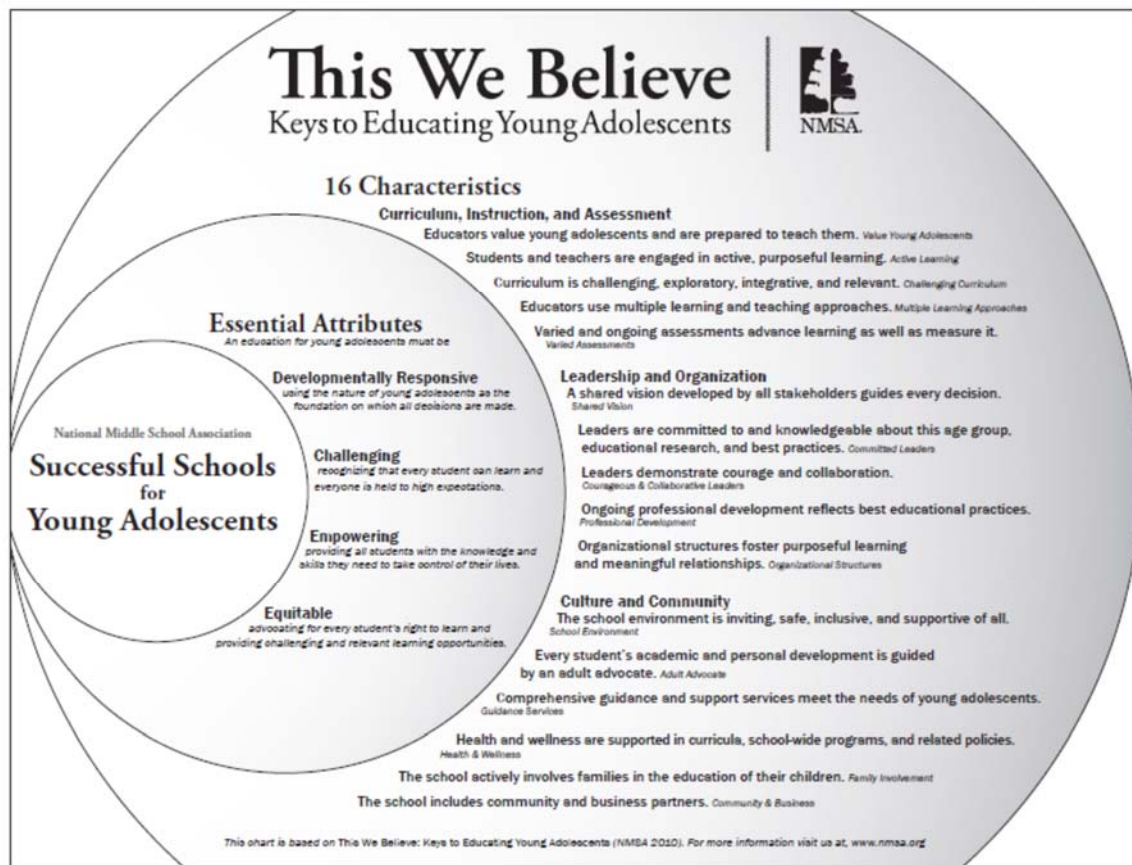 This We Believe
Keys to Educating Young Adolescents
NMSA.
16 Characteristics
Curriculum, Instruction, and Assessment
Educators value young adolescents and are prepared to teach them. Value Young Adolescents
Students and teachers are engaged in active, purposeful learning. Active Learning
Curriculum is challenging, exploratory, integrative, and relevant. Challenging Curriculum
Educators use multiple learning and teaching approaches. Multiple Learning Approaches
Varied and ongoing assessments advance learning as well as measure it.
Varied Assessments
Leadership and Organization
A shared vision developed by all stakeholders guides every decision.
Shared Vision
Leaders are committed to and knowledgeable about this age group,
educational research, and best practices. Committed Leaders
Leaders demonstrate courage and collaboration.
Courageous & Collaborative Leaders
Ongoing professional development reflects best educational practices.
Professional Development
Organizational structures foster purposeful learning
and meaningful relationships. Organizational Structures
Culture and Community
The school environment is inviting, safe, inclusive, and supportive of all.
School Environment
Every student's academic and personal development is guided
by an adult advocate. Adult Advocate
Comprehensive guidance and support services meet the needs of young adolescents.
Guidance Services
Health and wellness are supported in curricula, school-wide programs, and related policies.
Health & Wellness
The school actively involves families in the education of their children. Family Involvement
The school includes community and business partners. Community & Business
Essential Attributes
An education for young adolescents must be
Developmentally Responsive
using the nature of young adolescents as the
foundation on which all decisions are made.
Challenging
recognizing that every student can learn and
everyone is held to high expectations.
Empowering
providing all students with the knowledge and
skills they need to take control of their lives.
Equitable
advocating for every student's right to learn and
providing challenging and relevant learning opportunities.
National Middle School Association
Successful Schools
for
Young Adolescents
This chart is based on This We Believe: Keys to Educating Young Adolescents (NMSA 2010). For more information visit us at, www.nmsa.org